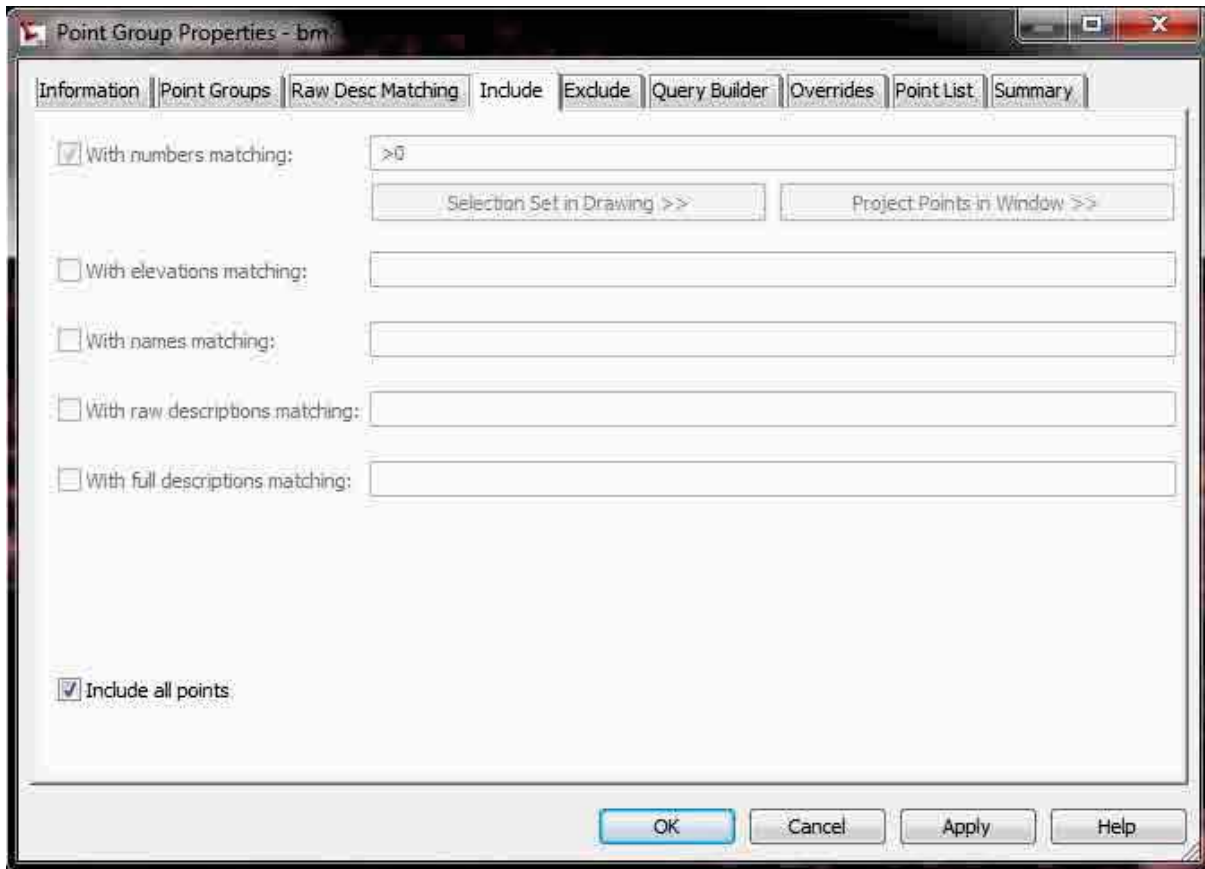 Point Group Properties - bm
Information Point Groups Raw Desc Matching Include Exclude Query Builder Overrides Point List Summary
With numbers matching: >0
Selection Set in Drawing >> Project Points in Window >>
With elevations matching:
With names matching:
With raw descriptions matching:
With full descriptions matching:
Include all points
OK Cancel Apply Help